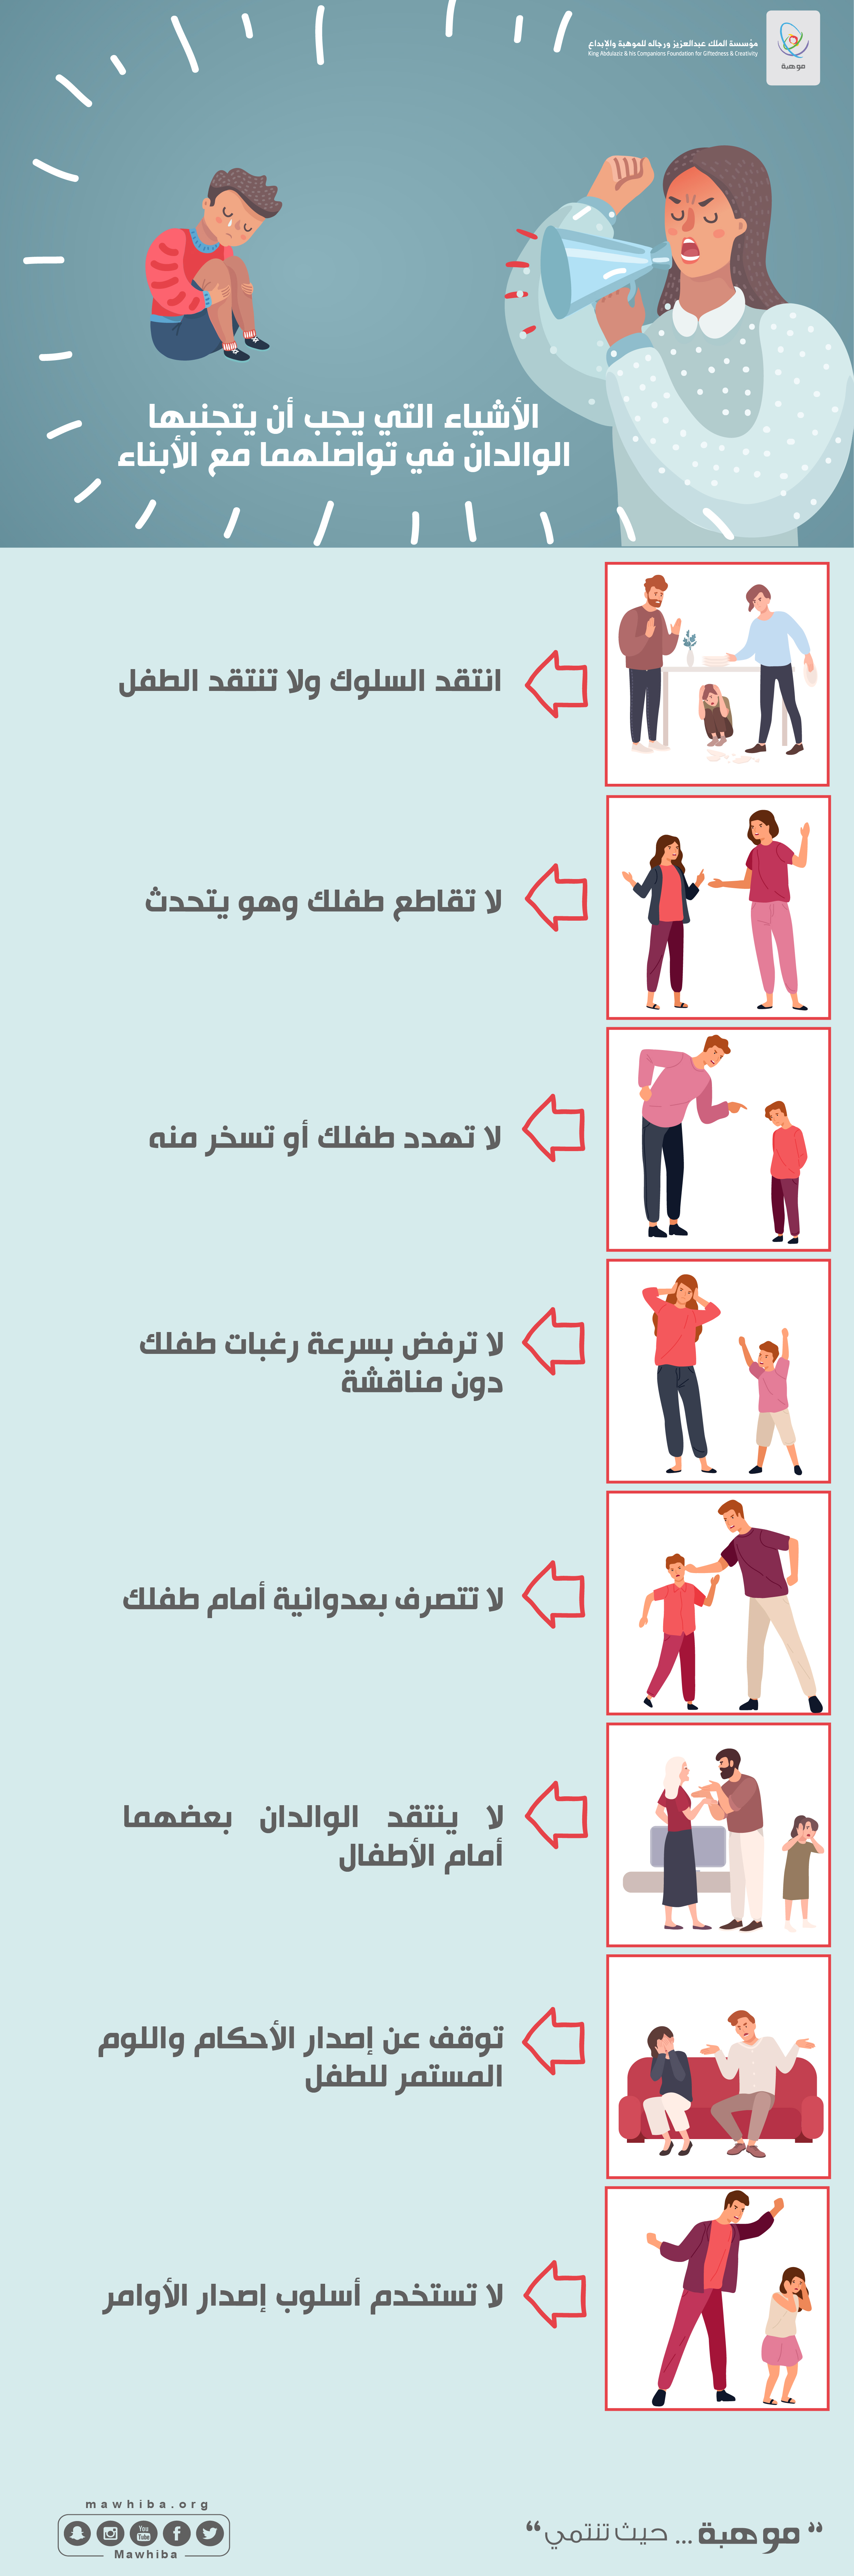 مؤسسة الملك عبدالعزيز ورجاله للموهبة والإبداع
King Abdulaziz & his Companions Foundation for Giftedness & Creativity
موهبة
الأشياء التي يجب أن يتجنبها
الوالدان في تواصلهما مع الأبناء
انتقد السلوك ولا تنتقد الطفل
لا تقاطع طفلك وهو يتحدث
لا تهدد طفلك أو تسخر منه
لا ترفض بسرعة رغبات طفلك
دون مناقشة
لا تتصرف بعدوانية أمام طفلك
لا ينتقد الوالدان بعضهما
أمام الأطفال
توقف عن إصدار الأحكام واللوم
المستمر للطفل
لا تستخدم أسلوب إصدار الأوامر
"موهبة ... حيث تنتمي"
mawhiba.org
You
Tube
Mawhiba